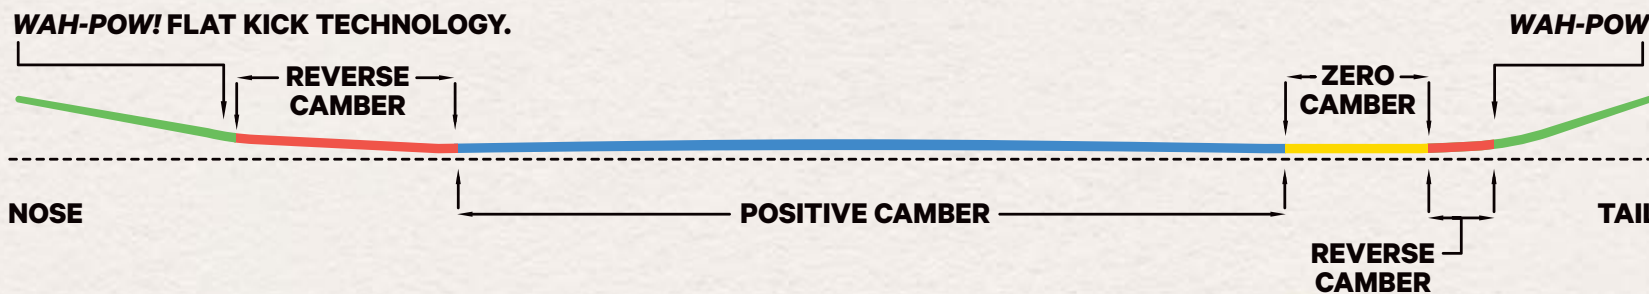 WAH-POW! FLAT KICK TECHNOLOGY.
WAH-POW
REVERSE
CAMBER
ZERO
CAMBER
NOSE
POSITIVE CAMBER
TAIL
REVERSE
CAMBER